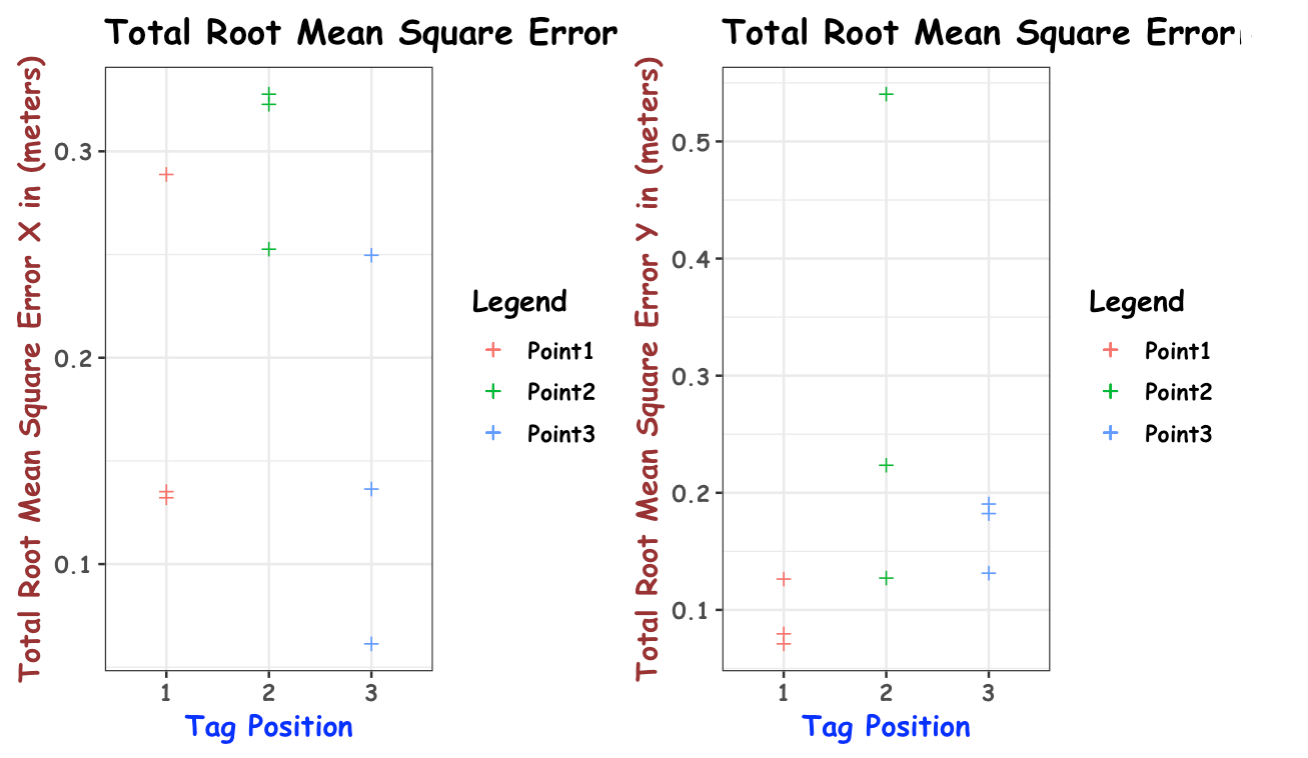 Total Root Mean Square Error
Total Root Mean Square Error X in (meters)
0.3
0.2
0.1
1 2 3
Tag Position
Legend
Point1
Point2
Point3
Total Root Mean Square Error
Total Root Mean Square Error Y in (meters)
0.5
0.4
0.3
0.2
0.1
1 2 3
Tag Position
Legend
Point1
Point2
Point3